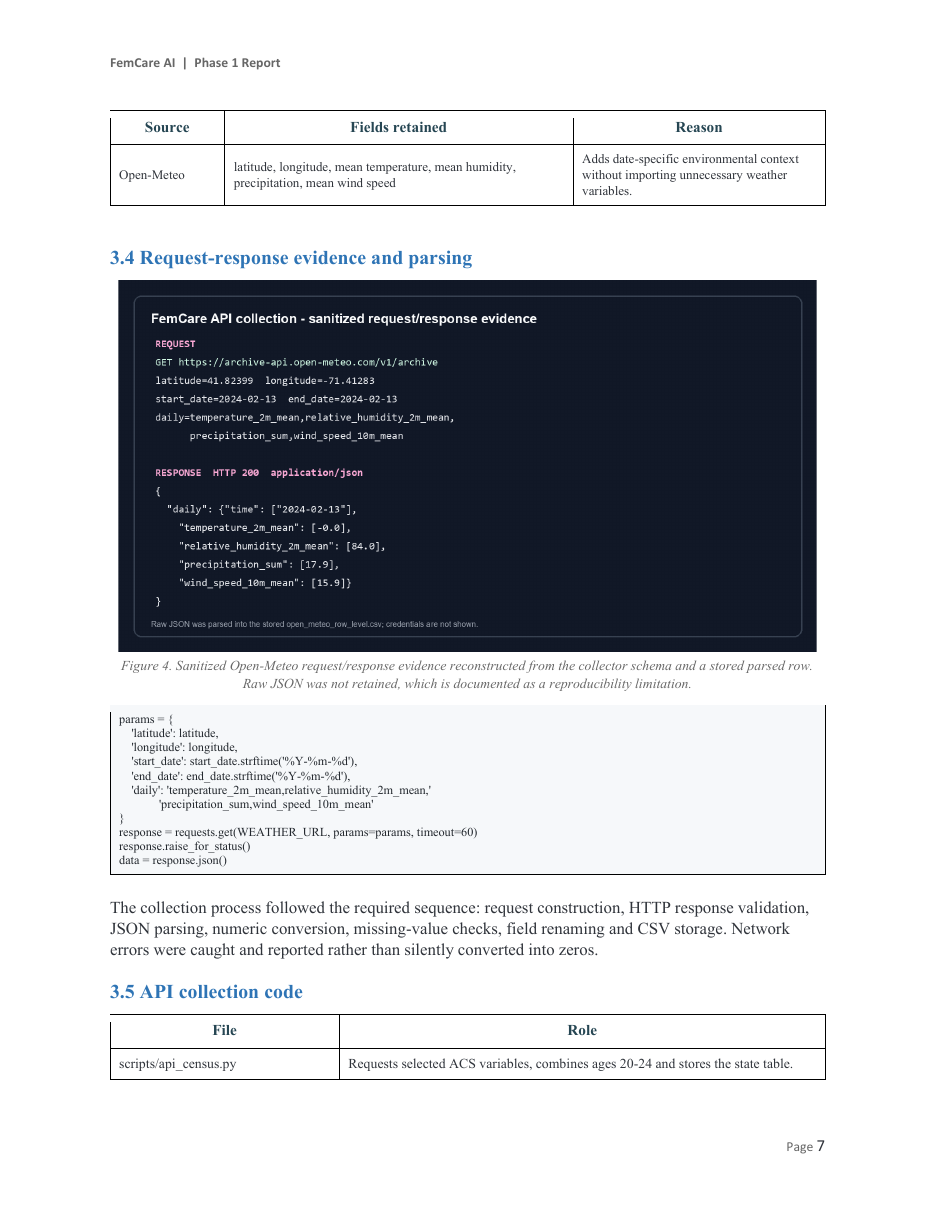 FemCare AI | Phase 1 Report
Source Fields retained Reason
Open-Meteo
latitude, longitude, mean temperature, mean humidity,
precipitation, mean wind speed
Adds date-specific environmental context
without importing unnecessary weather
variables.
3.4 Request-response evidence and parsing
FemCare API collection - sanitized request/response evidence
REQUEST
GET https://archive-api.open-meteo.com/v1/archive
latitude=41.82399 longitude=-71.41283
start_date=2024-02-13 end_date=2024-02-13
daily=temperature_2m_mean,relative_humidity_2m_mean,
precipitation_sum,wind_speed_10m_mean
RESPONSE HTTP 200 application/json
{
"daily": {"time": ["2024-02-13"],
"temperature_2m_mean": [-0.0],
"relative_humidity_2m_mean": [84.0],
"precipitation_sum": [17.9],
"wind_speed_10m_mean": [15.9]}
}
Raw JSON was parsed into the stored open_meteo_row_level.csv; credentials are not shown.
Figure 4. Sanitized Open-Meteo request/response evidence reconstructed from the collector schema and a stored parsed row.
Raw JSON was not retained, which is documented as a reproducibility limitation.
params = {
'latitude': latitude,
'longitude': longitude,
'start_date': start_date.strftime('%Y-%m-%d'),
'end_date': end_date.strftime('%Y-%m-%d'),
'daily': 'temperature_2m_mean,relative_humidity_2m_mean,'
'precipitation_sum,wind_speed_10m_mean'
}
response = requests.get(WEATHER_URL, params=params, timeout=60)
response.raise_for_status()
data = response.json()
The collection process followed the required sequence: request construction, HTTP response validation,
JSON parsing, numeric conversion, missing-value checks, field renaming and CSV storage. Network
errors were caught and reported rather than silently converted into zeros.
3.5 API collection code
File Role
scripts/api_census.py Requests selected ACS variables, combines ages 20-24 and stores the state table.
Page 7